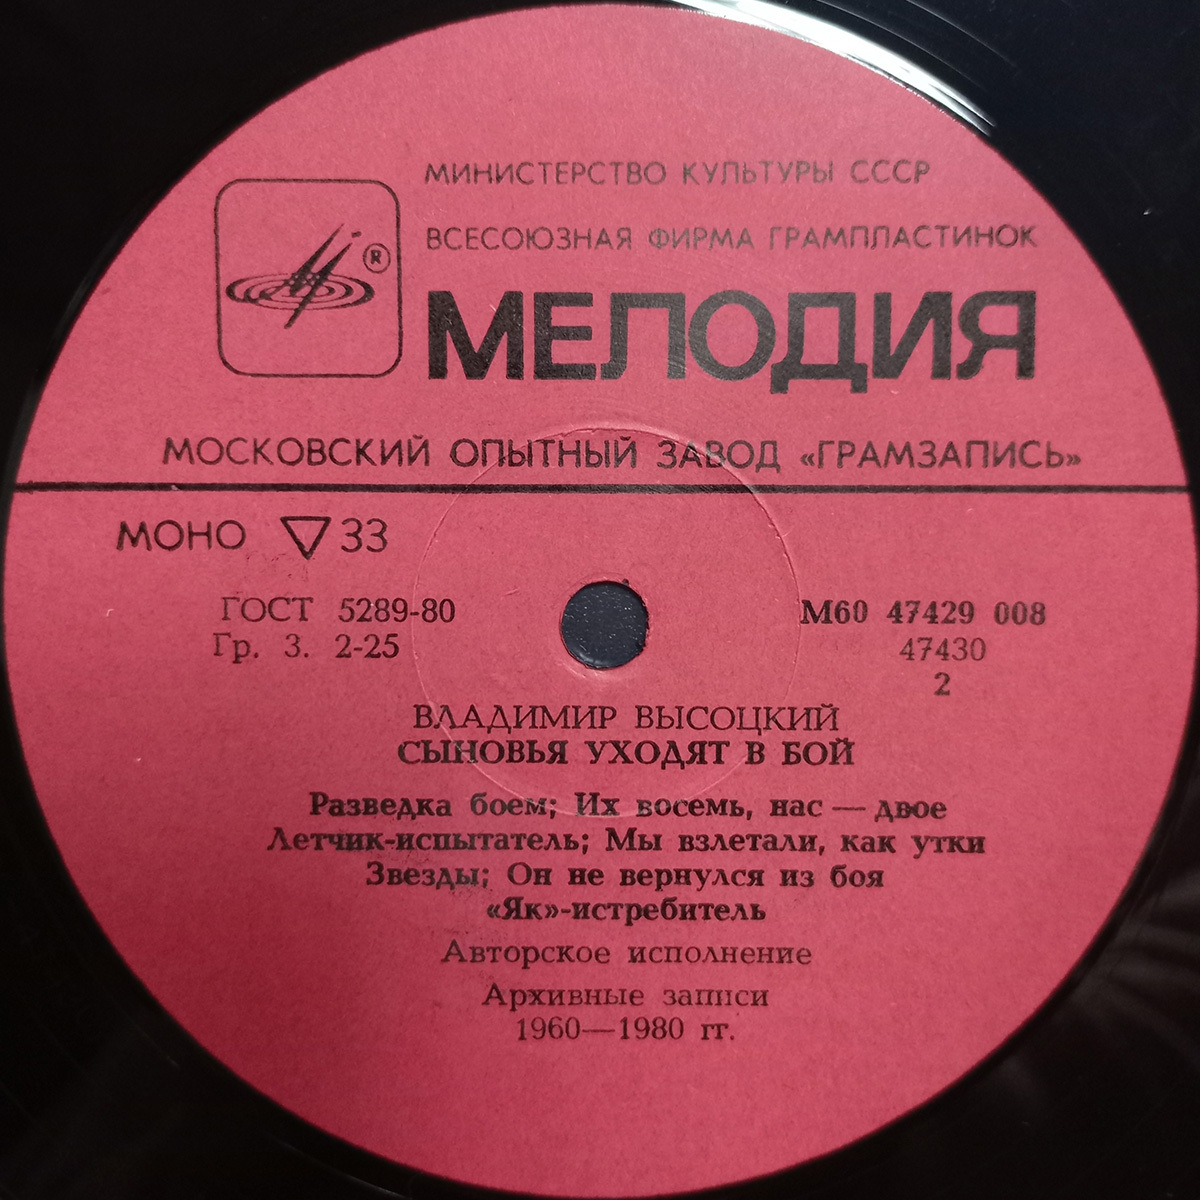 МИНИСТЕРСТВО КУЛЬТУРЫ СССР
ВСЕСОЮЗНАЯ ФИРМА ГРАМПЛАСТИНОК
®
МЕЛОДИЯ
МОСКОВСКИЙ ОПЫТНЫЙ ЗАВОД «ГРАМЗАПИСЬ»
МОНО ▽33
ГОСТ 5289-80
Гр. 3. 2-25
М60 47429 008
47430
2
ВЛАДИМИР ВЫСОЦКИЙ
СЫНОВЬЯ УХОДЯТ В БОЙ
Разведка боем; Их восемь, нас — двое
Летчик-испытатель; Мы взлетали, как утки
Звезды; Он не вернулся из боя
«Як»-истребитель
Авторское исполнение
Архивные записи
1960—1980 гг.